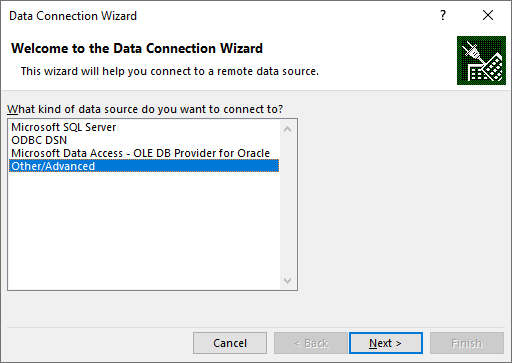 Data Connection Wizard
?
Welcome to the Data Connection Wizard
This wizard will help you connect to a remote data source.
What kind of data source do you want to connect to?
Microsoft SQL Server
ODBC DSN
Microsoft Data Access - OLE DB Provider for Oracle
Other/Advanced
Cancel
< Back
Next >
Finish